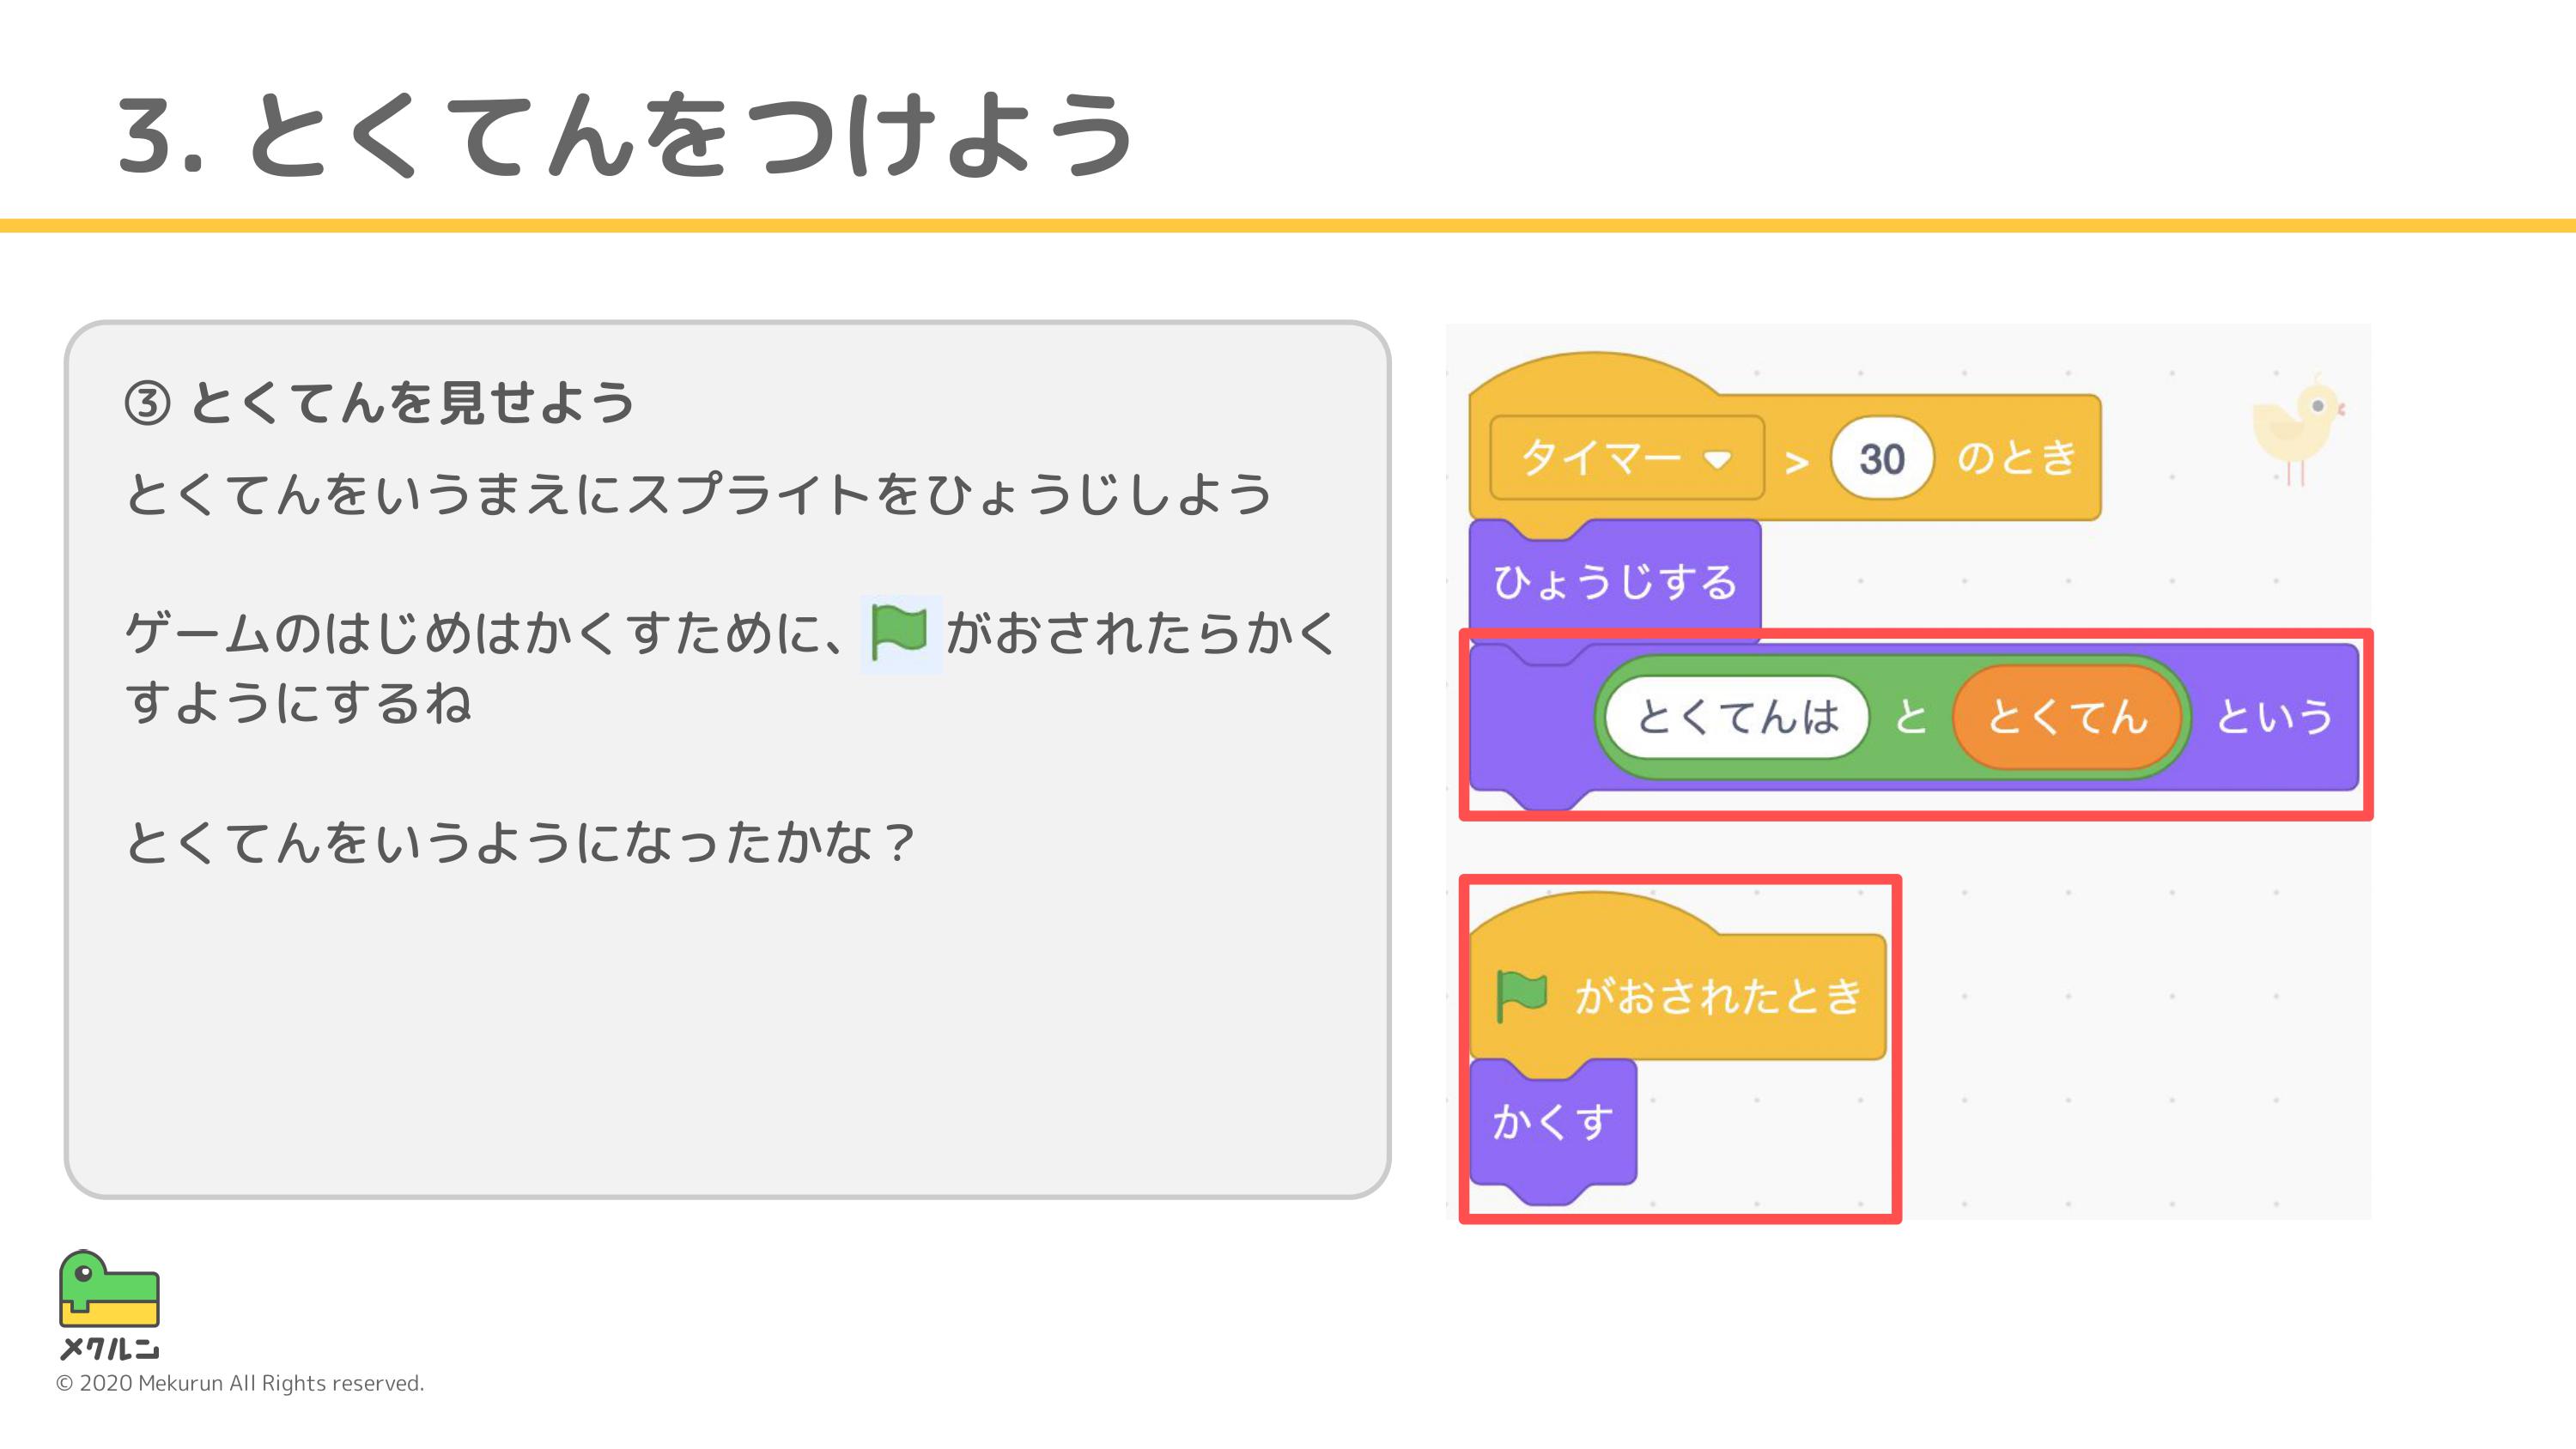 3. とくてんをつけよう
③ とくてんを見せよう
とくてんをいうまえにスプライトをひょうじしよう
ゲームのはじめはかくすために、がおされたらかく
すようにするね
とくてんをいうようになったかな？
タイマー > 30 のとき
ひょうじする
とくてんは と とくてん という
がおされたとき
かくす
メクルン
© 2020 Mekurun All Rights reserved.